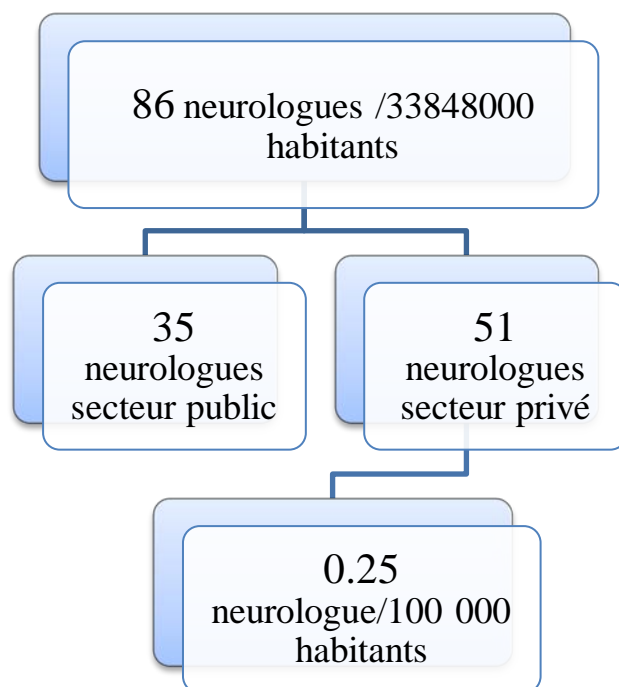 86 neurologues /33848000
habitants
35
neurologues
secteur public
51
neurologues
secteur privé
0.25
neurologue/100 000
habitants